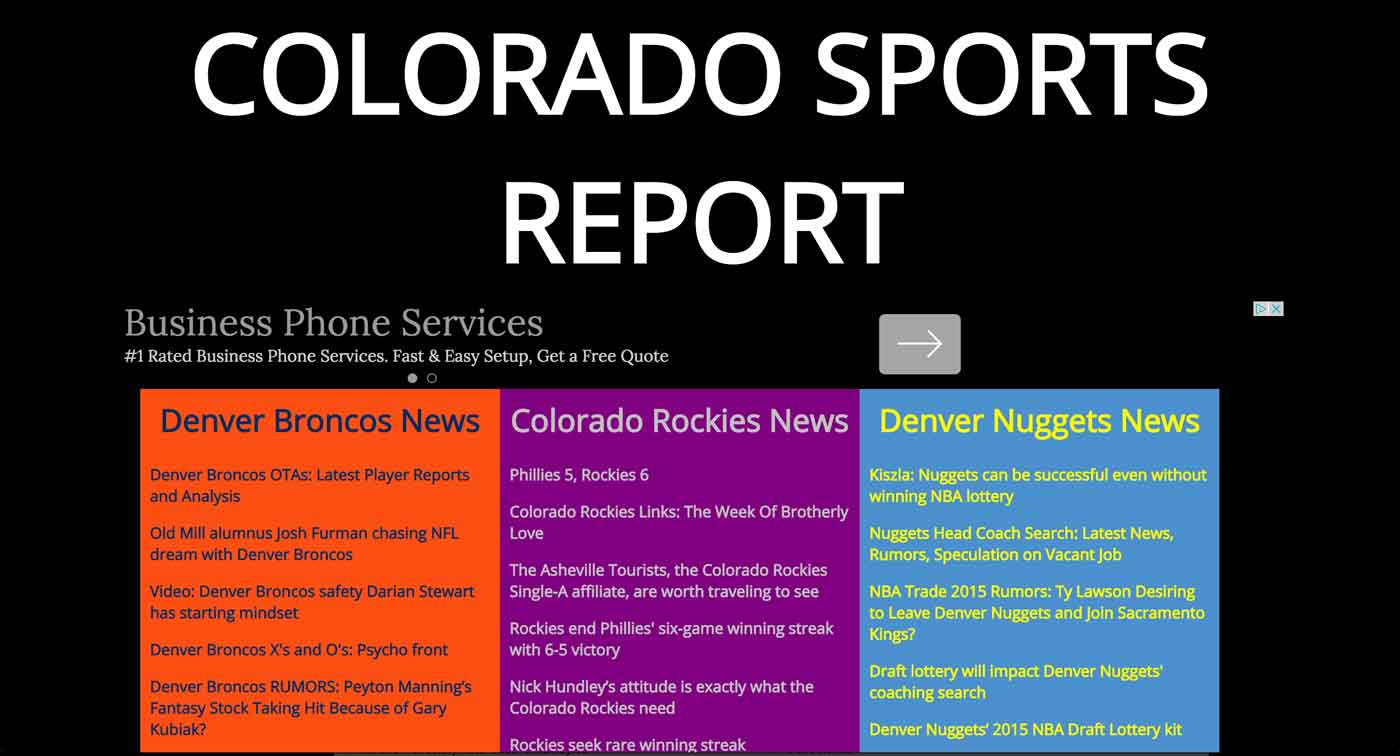 COLORADO SPORTS
REPORT
Business Phone Services
#1 Rated Business Phone Services. Fast & Easy Setup, Get a Free Quote
Denver Broncos News
Denver Broncos OTAs: Latest Player Reports
and Analysis
Old Mill alumnus Josh Furman chasing NFL
dream with Denver Broncos
Video: Denver Broncos safety Darian Stewart
has starting mindset
Denver Broncos X's and O's: Psycho front
Denver Broncos RUMORS: Peyton Manning’s
Fantasy Stock Taking Hit Because of Gary
Kubiak?
Colorado Rockies News
Phillies 5, Rockies 6
Colorado Rockies Links: The Week Of Brotherly
Love
The Asheville Tourists, the Colorado Rockies
Single-A affiliate, are worth traveling to see
Rockies end Phillies' six-game winning streak
with 6-5 victory
Nick Hundley’s attitude is exactly what the
Colorado Rockies need
Rockies seek rare winning streak
Denver Nuggets News
Kiszla: Nuggets can be successful even without
winning NBA lottery
Nuggets Head Coach Search: Latest News,
Rumors, Speculation on Vacant Job
NBA Trade 2015 Rumors: Ty Lawson Desiring
to Leave Denver Nuggets and Join Sacramento
Kings?
Draft lottery will impact Denver Nuggets'
coaching search
Denver Nuggets’ 2015 NBA Draft Lottery kit